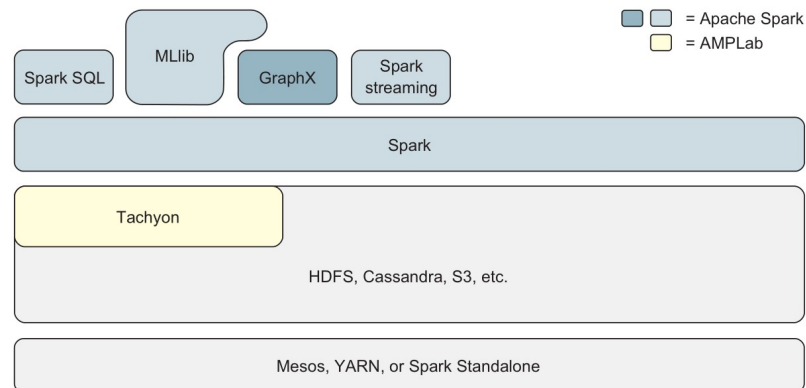 = Apache Spark
= AMPLab
MLlib
Spark SQL
GraphX
Spark
streaming
Spark
Tachyon
HDFS, Cassandra, S3, etc.
Mesos, YARN, or Spark Standalone